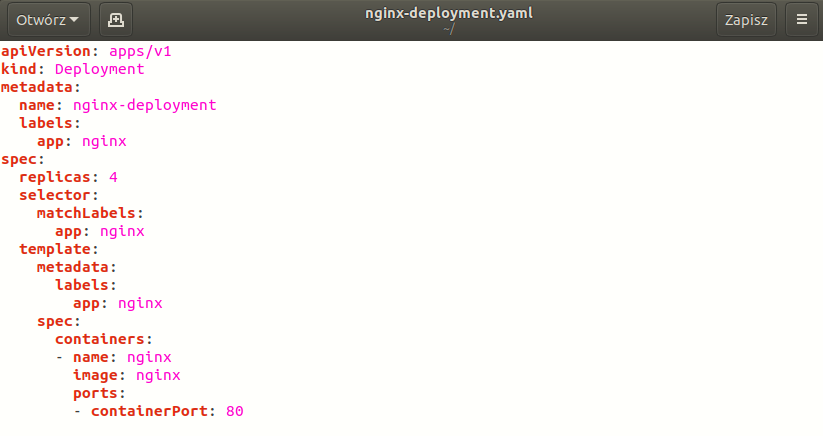 Otwórz
nginx-deployment.yaml
~/
Zapisz
apiVersion: apps/v1
kind: Deployment
metadata:
  name: nginx-deployment
  labels:
    app: nginx
spec:
  replicas: 4
  selector:
    matchLabels:
      app: nginx
  template:
    metadata:
      labels:
        app: nginx
    spec:
      containers:
      - name: nginx
        image: nginx
        ports:
        - containerPort: 80